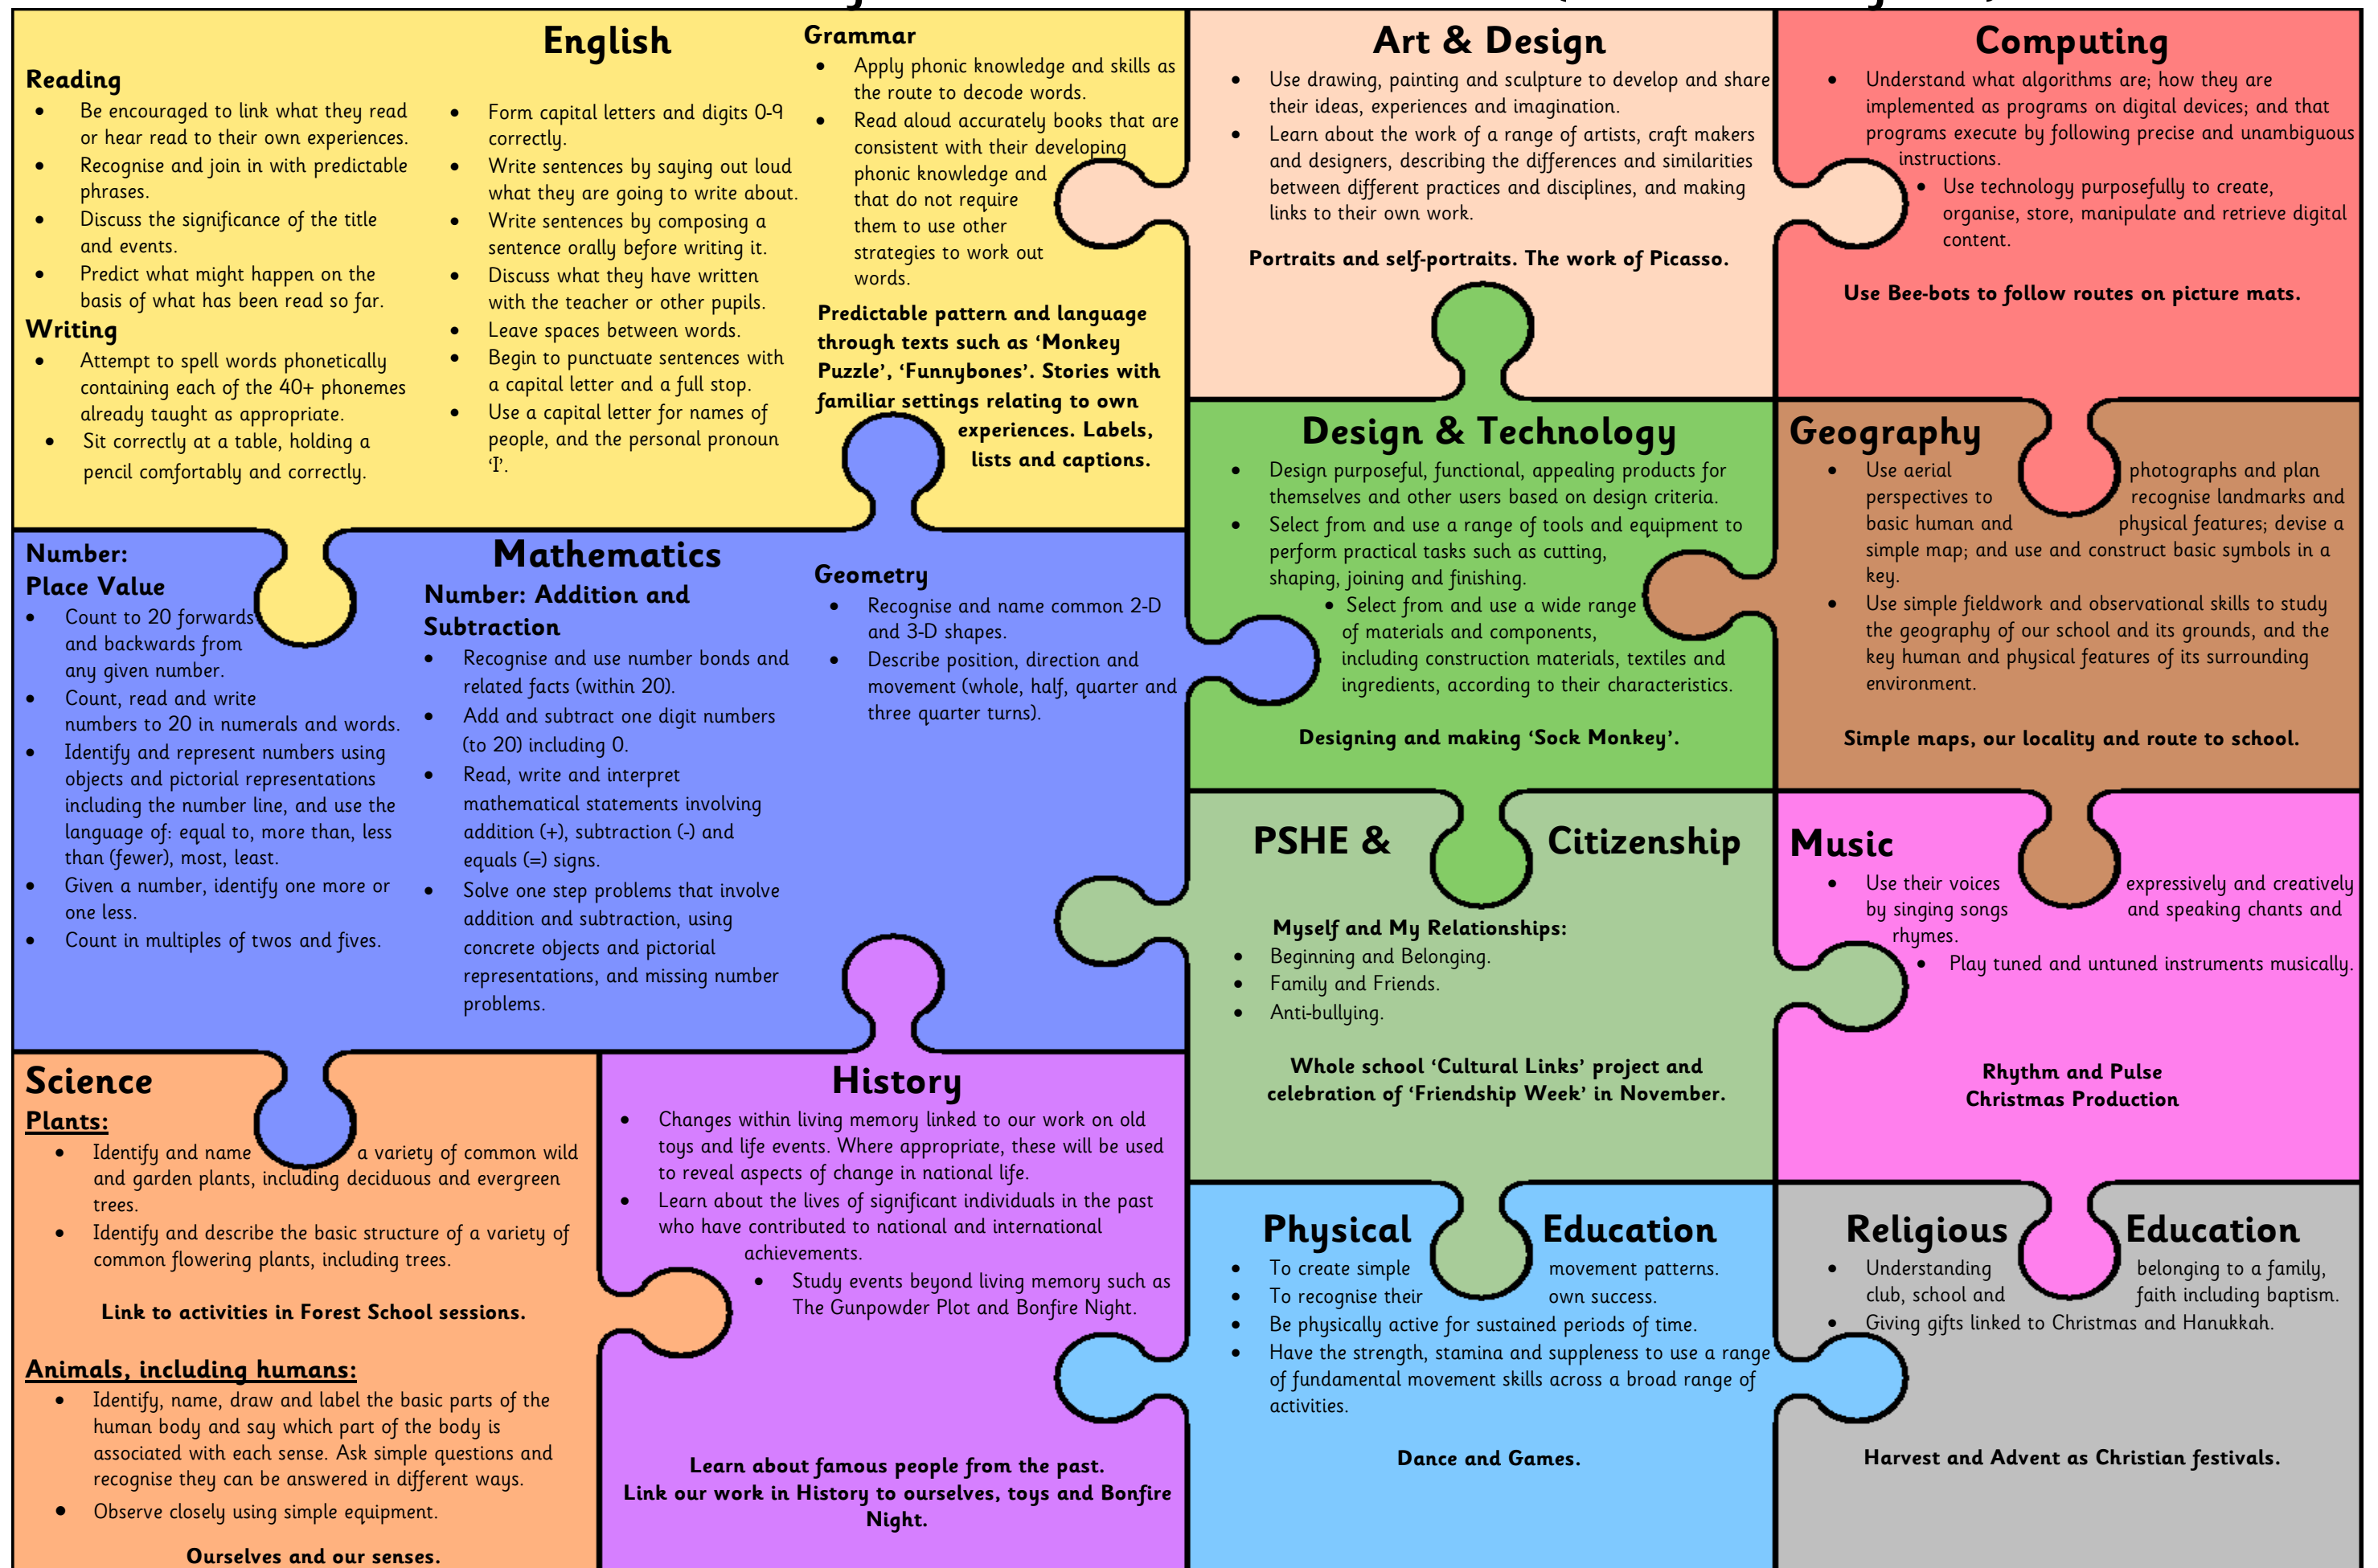 English
Reading
• Be encouraged to link what they read
or hear read to their own experiences.
• Recognise and join in with predictable
phrases.
• Discuss the significance of the title
and events.
• Predict what might happen on the
basis of what has been read so far.
Writing
• Attempt to spell words phonetically
containing each of the 40+ phonemes
already taught as appropriate.
• Sit correctly at a table, holding a
pencil comfortably and correctly.
• Form capital letters and digits 0-9
correctly.
• Write sentences by saying out loud
what they are going to write about.
• Write sentences by composing a
sentence orally before writing it.
• Discuss what they have written
with the teacher or other pupils.
• Leave spaces between words.
• Begin to punctuate sentences with
a capital letter and a full stop.
• Use a capital letter for names of
people, and the personal pronoun
‘I’.
Grammar
• Apply phonic knowledge and skills as
the route to decode words.
• Read aloud accurately books that are
consistent with their developing
phonic knowledge and
that do not require
them to use other
strategies to work out
words.
Predictable pattern and language
through texts such as ‘Monkey
Puzzle’, ‘Funnybones’. Stories with
familiar settings relating to own
experiences. Labels,
lists and captions.
Art & Design
• Use drawing, painting and sculpture to develop and share
their ideas, experiences and imagination.
• Learn about the work of a range of artists, craft makers
and designers, describing the differences and similarities
between different practices and disciplines, and making
links to their own work.
Portraits and self-portraits. The work of Picasso.
Computing
• Understand what algorithms are; how they are
implemented as programs on digital devices; and that
programs execute by following precise and unambiguous
instructions.
• Use technology purposefully to create,
organise, store, manipulate and retrieve digital
content.
Use Bee-bots to follow routes on picture mats.
Mathematics
Number:
Place Value
• Count to 20 forwards
and backwards from
any given number.
• Count, read and write
numbers to 20 in numerals and words.
• Identify and represent numbers using
objects and pictorial representations
including the number line, and use the
language of: equal to, more than, less
than (fewer), most, least.
• Given a number, identify one more or
one less.
• Count in multiples of twos and fives.
Number: Addition and
Subtraction
• Recognise and use number bonds and
related facts (within 20).
• Add and subtract one digit numbers
(to 20) including 0.
• Read, write and interpret
mathematical statements involving
addition (+), subtraction (-) and
equals (=) signs.
• Solve one step problems that involve
addition and subtraction, using
concrete objects and pictorial
representations, and missing number
problems.
Geometry
• Recognise and name common 2-D
and 3-D shapes.
• Describe position, direction and
movement (whole, half, quarter and
three quarter turns).
Design & Technology
• Design purposeful, functional, appealing products for
themselves and other users based on design criteria.
• Select from and use a range of tools and equipment to
perform practical tasks such as cutting,
shaping, joining and finishing.
• Select from and use a wide range
of materials and components,
including construction materials, textiles and
ingredients, according to their characteristics.
Designing and making ‘Sock Monkey’.
Geography
• Use aerial photographs and plan
perspectives to recognise landmarks and
basic human and physical features; devise a
simple map; and use and construct basic symbols in a
key.
• Use simple fieldwork and observational skills to study
the geography of our school and its grounds, and the
key human and physical features of its surrounding
environment.
Simple maps, our locality and route to school.
PSHE & Citizenship
Myself and My Relationships:
• Beginning and Belonging.
• Family and Friends.
• Anti-bullying.
Whole school ‘Cultural Links’ project and
celebration of ‘Friendship Week’ in November.
Music
• Use their voices expressively and creatively
by singing songs and speaking chants and
rhymes.
• Play tuned and untuned instruments musically.
Rhythm and Pulse
Christmas Production
Science
Plants:
• Identify and name a variety of common wild
and garden plants, including deciduous and evergreen
trees.
• Identify and describe the basic structure of a variety of
common flowering plants, including trees.
Link to activities in Forest School sessions.
Animals, including humans:
• Identify, name, draw and label the basic parts of the
human body and say which part of the body is
associated with each sense. Ask simple questions and
recognise they can be answered in different ways.
• Observe closely using simple equipment.
Ourselves and our senses.
History
• Changes within living memory linked to our work on old
toys and life events. Where appropriate, these will be used
to reveal aspects of change in national life.
• Learn about the lives of significant individuals in the past
who have contributed to national and international
achievements.
• Study events beyond living memory such as
The Gunpowder Plot and Bonfire Night.
Learn about famous people from the past.
Link our work in History to ourselves, toys and Bonfire
Night.
Physical Education
• To create simple movement patterns.
• To recognise their own success.
• Be physically active for sustained periods of time.
• Have the strength, stamina and suppleness to use a range
of fundamental movement skills across a broad range of
activities.
Dance and Games.
Religious Education
• Understanding belonging to a family,
club, school and faith including baptism.
• Giving gifts linked to Christmas and Hanukkah.
Harvest and Advent as Christian festivals.